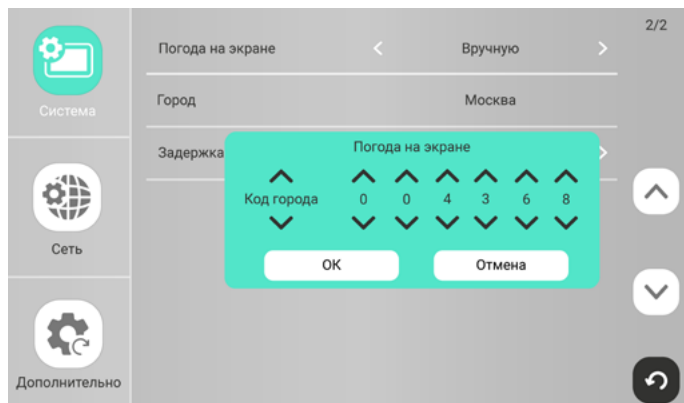 2/2
Погода на экране
Вручную
Система
Город
Москва
Задержка
Погода на экране
Код города 0 0 4 3 6 8
ОК
Отмена
Сеть
Дополнительно